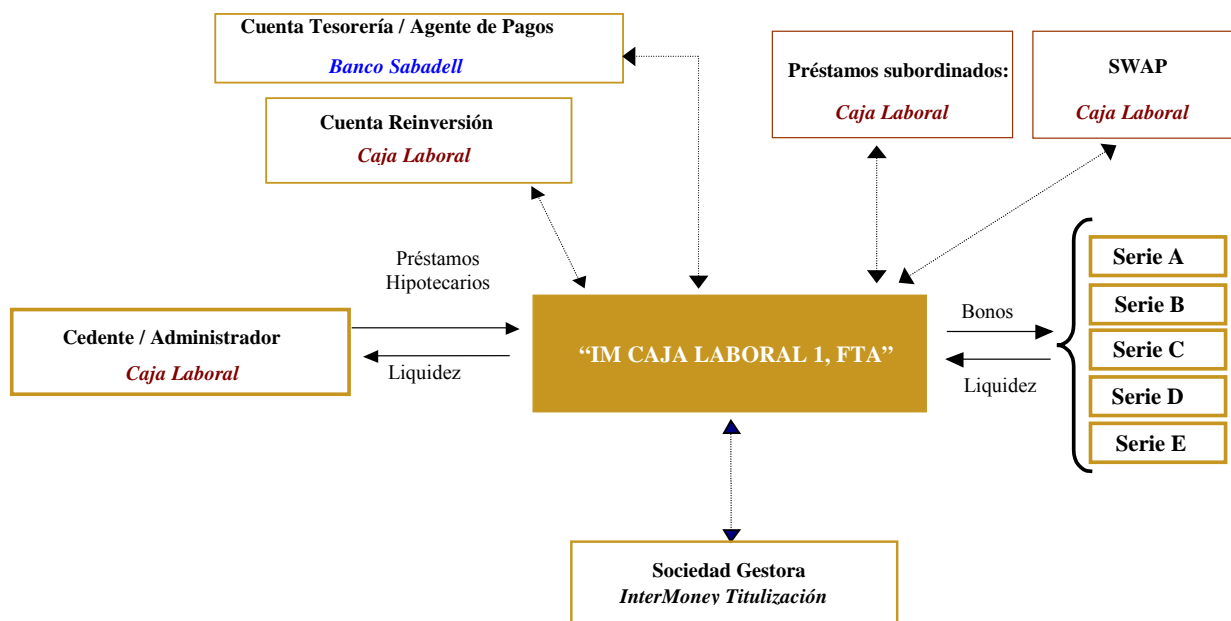 Cuenta Tesorería / Agente de Pagos
Banco Sabadell
Cuenta Reinversión
Caja Laboral
Préstamos subordinados:
Caja Laboral
SWAP
Caja Laboral
Préstamos
Hipotecarios
Cedente / Administrador
Caja Laboral
Liquidez
“IM CAJA LABORAL 1, FTA”
Bonos
Liquidez
Serie A
Serie B
Serie C
Serie D
Serie E
Sociedad Gestora
InterMoney Titulización